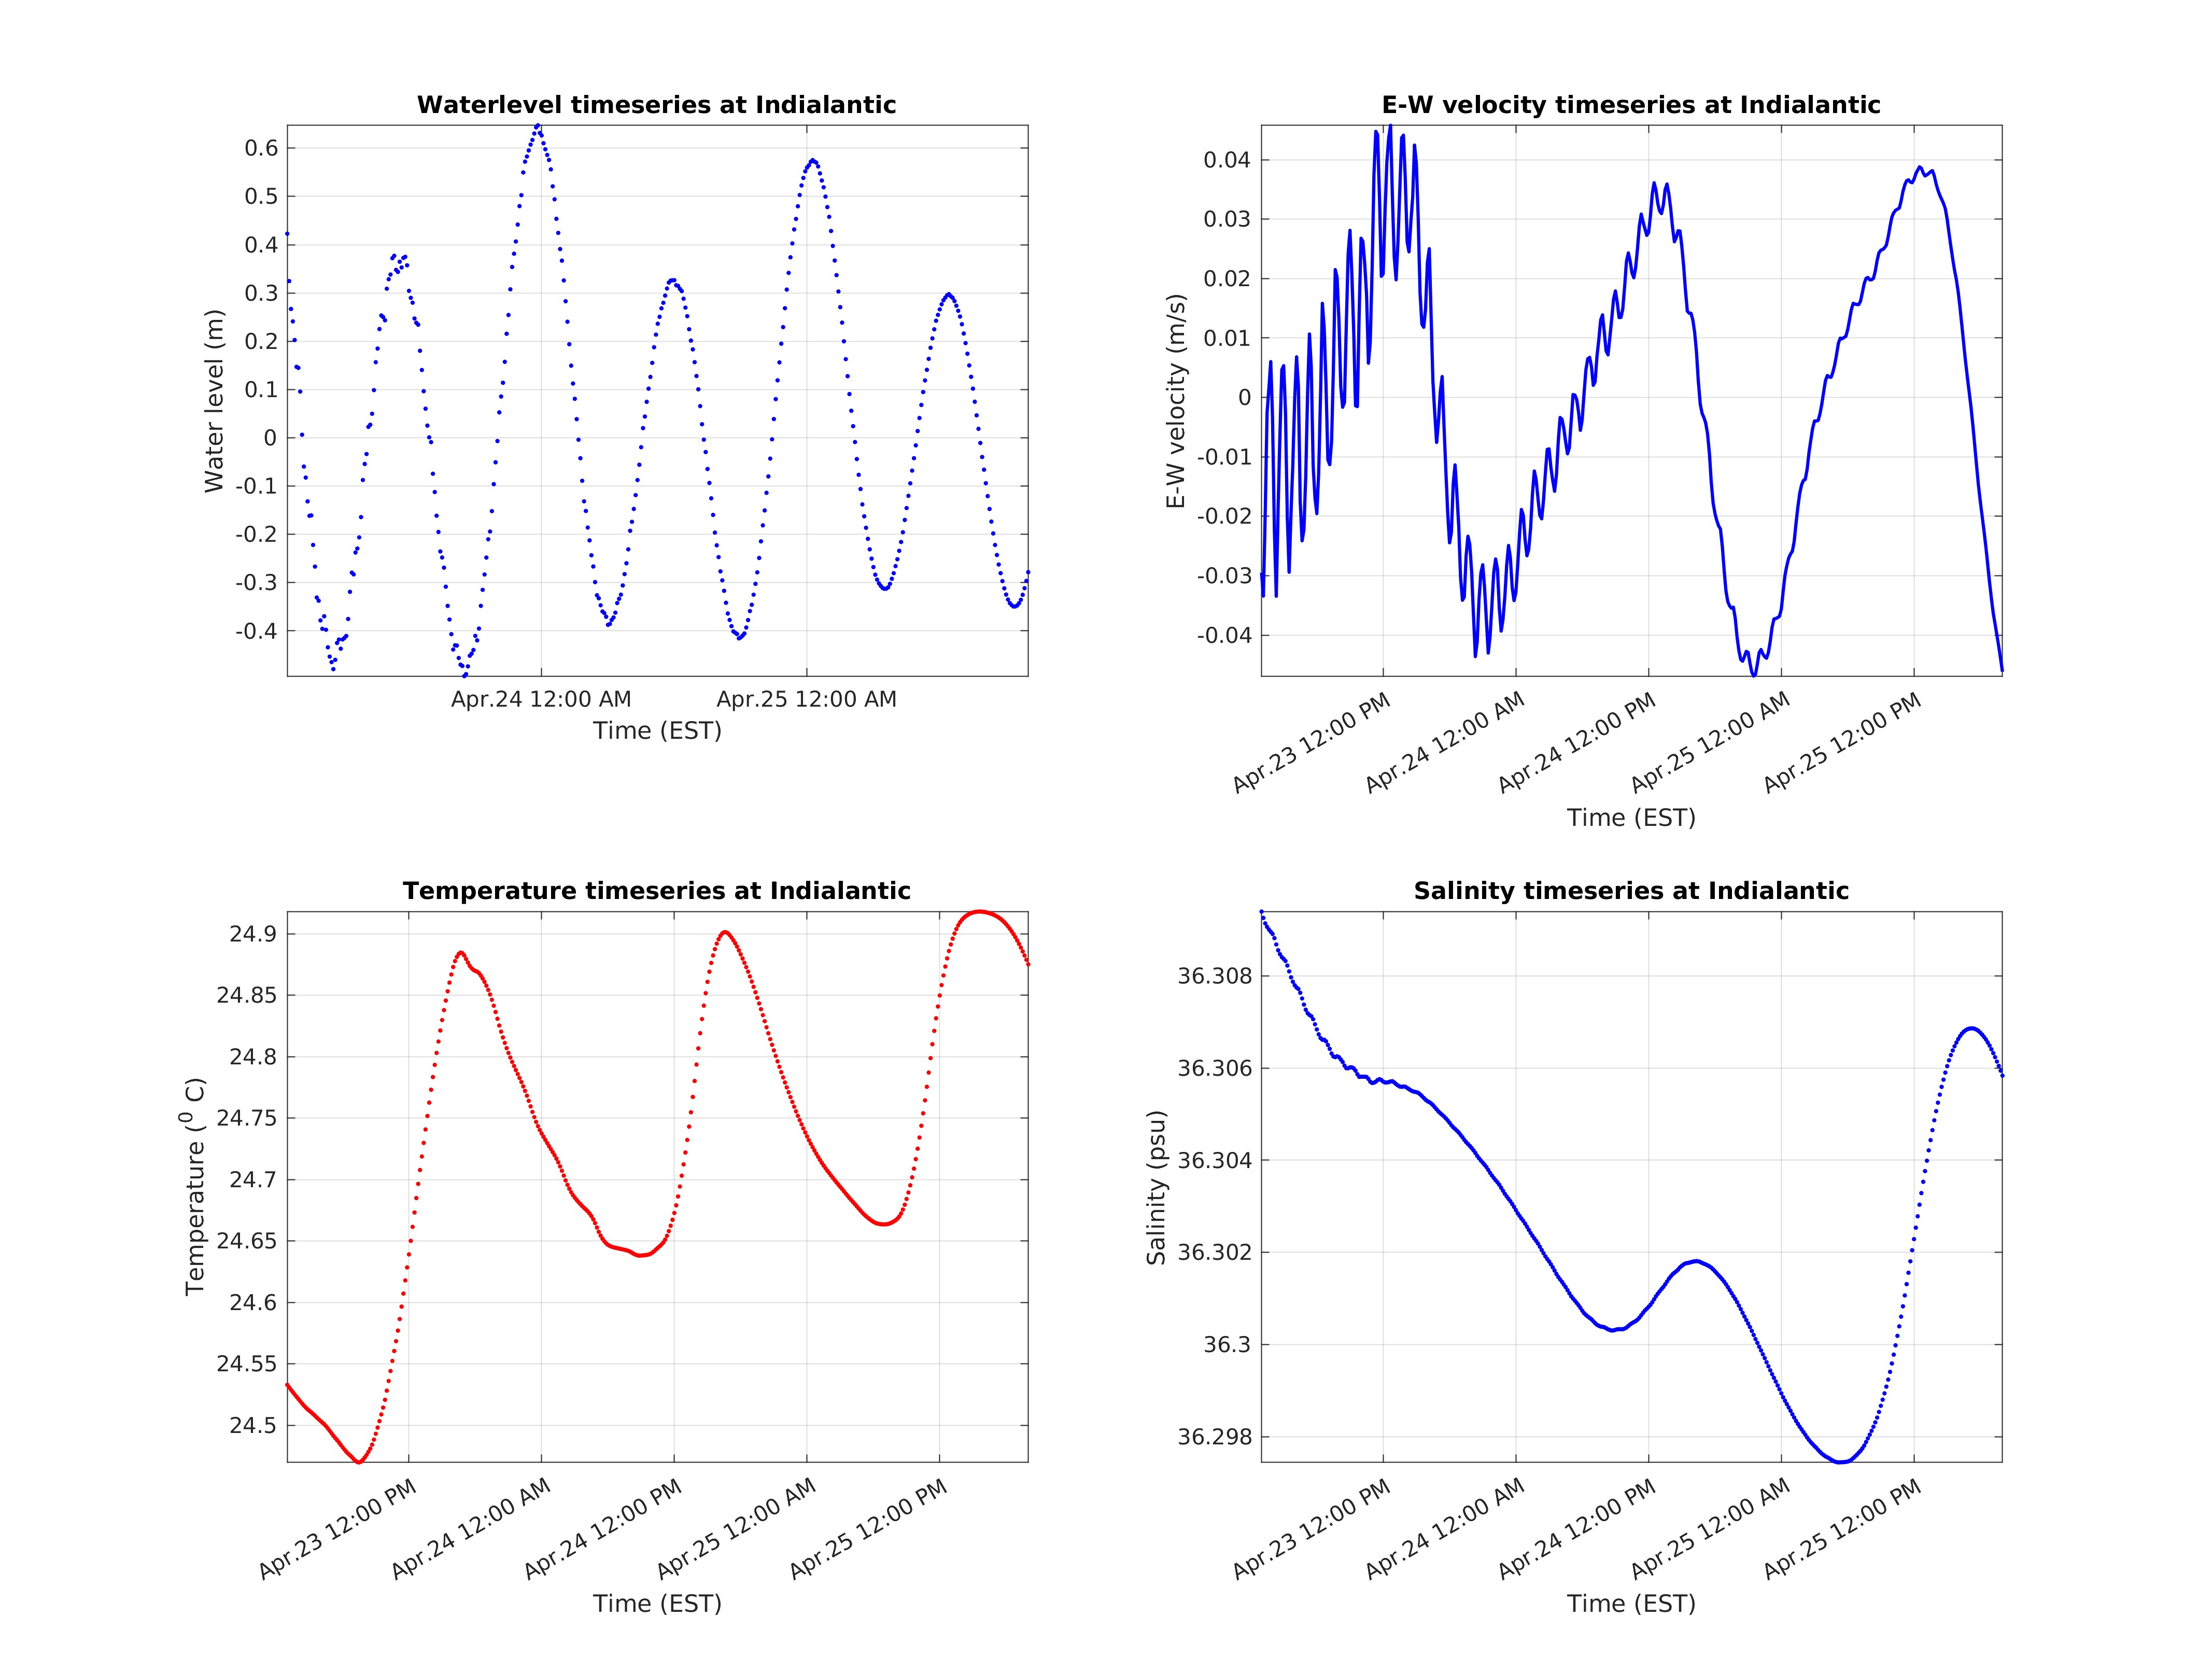 Waterlevel timeseries at Indialantic
0.6
0.5
0.4
0.3
0.2
0.1
0
-0.1
-0.2
-0.3
-0.4
Water level (m)
Apr.24 12:00 AM
Apr.25 12:00 AM
Time (EST)
E-W velocity timeseries at Indialantic
0.04
0.03
0.02
0.01
0
-0.01
-0.02
-0.03
-0.04
E-W velocity (m/s)
Apr.23 12:00 PM
Apr.24 12:00 AM
Apr.24 12:00 PM
Apr.25 12:00 AM
Apr.25 12:00 PM
Time (EST)
Temperature timeseries at Indialantic
24.9
24.85
24.8
24.75
24.7
24.65
24.6
24.55
24.5
Temperature (⁰ C)
Apr.23 12:00 PM
Apr.24 12:00 AM
Apr.24 12:00 PM
Apr.25 12:00 AM
Apr.25 12:00 PM
Time (EST)
Salinity timeseries at Indialantic
36.308
36.306
36.304
36.302
36.3
36.298
Salinity (psu)
Apr.23 12:00 PM
Apr.24 12:00 AM
Apr.24 12:00 PM
Apr.25 12:00 AM
Apr.25 12:00 PM
Time (EST)